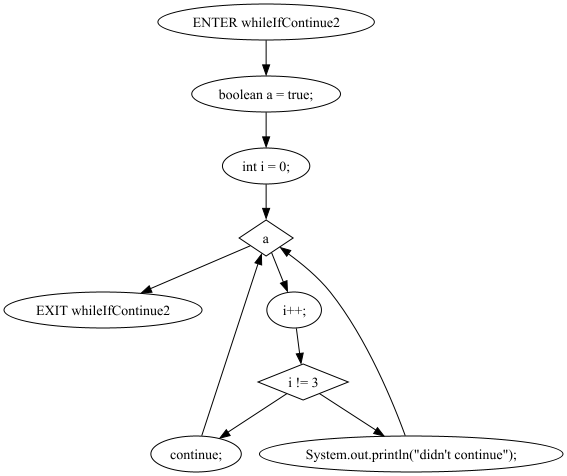 ENTER whileIfContinue2
boolean a = true;
int i = 0;
a
EXIT whileIfContinue2
i++;
i != 3
continue;
System.out.println("didn't continue");